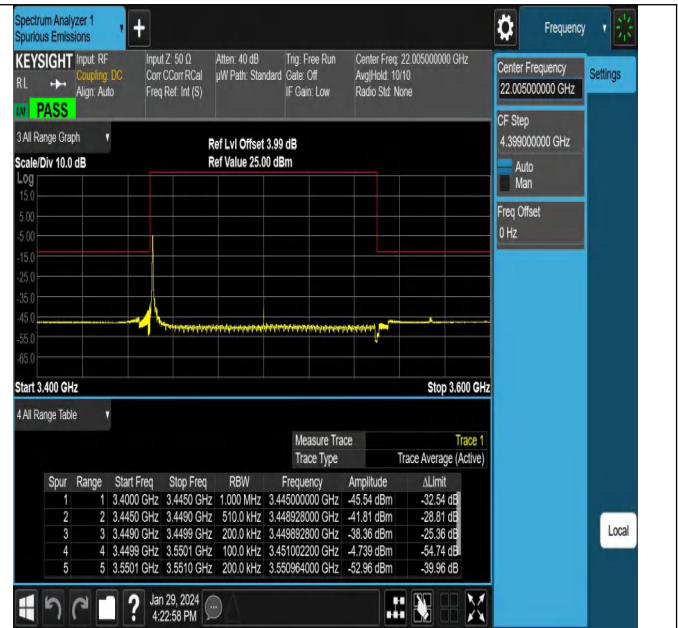 Spectrum Analyzer 1
Spurious Emissions
+
Frequency
KEYSIGHT Input: RF Input Z: 50 Ω Atten: 40 dB Trig: Free Run Center Freq: 22.005000000 GHz
RL Coupling: DC Corr CCorr RCal µW Path: Standard Gate: Off Avg|Hold: 10/10
Align: Auto Freq Ref: Int (S) IF Gain: Low Radio Std: None
PASS
Center Frequency
22.005000000 GHz
Settings
CF Step
4.399000000 GHz
Auto
Man
Freq Offset
0 Hz
3 All Range Graph
Ref Lvl Offset 3.99 dB
Scale/Div 10.0 dB Ref Value 25.00 dBm
Log
15.0
5.00
-5.00
-15.0
-25.0
-35.0
-45.0
-55.0
-65.0
Start 3.400 GHz Stop 3.600 GHz
4 All Range Table
Measure Trace Trace 1
Trace Type Trace Average (Active)
Spur Range Start Freq Stop Freq RBW Frequency Amplitude ΔLimit
1 1 3.4000 GHz 3.4450 GHz 1.000 MHz 3.445000000 GHz -45.54 dBm -32.54 dB
2 2 3.4450 GHz 3.4490 GHz 510.0 kHz 3.448928000 GHz -41.81 dBm -28.81 dB
3 3 3.4490 GHz 3.4499 GHz 200.0 kHz 3.449892800 GHz -38.36 dBm -25.36 dB
4 4 3.4499 GHz 3.5501 GHz 100.0 kHz 3.451002200 GHz -4.739 dBm -54.74 dB
5 5 3.5501 GHz 3.5510 GHz 200.0 kHz 3.550964000 GHz -52.96 dBm -39.96 dB
Local
? Jan 29, 2024
4:22:58 PM